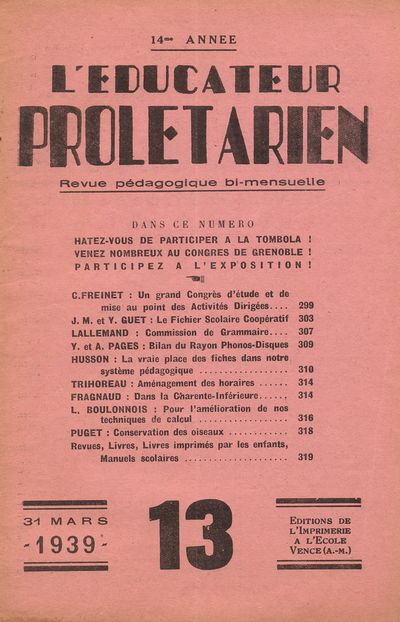 14me ANNEE
L'EDUCATEUR
PROLETARIEN
Revue pédagogique bi-mensuelle
DANS CE NUMERO
HATEZ-VOUS DE PARTICIPER A LA TOMBOLA !
VENEZ NOMBREUX AU CONGRES DE GRENOBLE !
PARTICIPEZ A L'EXPOSITION !
C.FREINET : Un grand Congrès d'étude et de
mise au point des Activités Dirigées.... 299
J. M. et Y. GUET : Le Fichier Scolaire Coopératif 303
LALLEMAND : Commission de Grammaire.... 307
Y. et A. PAGES : Bilan du Rayon Phonos-Disques 309
HUSSON : La vraie place des fiches dans notre
système pédagogique .................. 310
TRIHOREAU : Aménagement des horaires ...... 314
FRAGNAUD : Dans la Charente-Inférieure...... 314
L. BOULONNOIS : Pour l'amélioration de nos
techniques de calcul .................. 316
PUGET : Conservation des oiseaux ........... 318
Revues, Livres, Livres imprimés par les enfants,
Manuels scolaires ..................... 319
31 MARS
-1939-
13
EDITIONS DE
L'IMPRIMERIE
A L'ECOLE
VENCE (A.-M.)